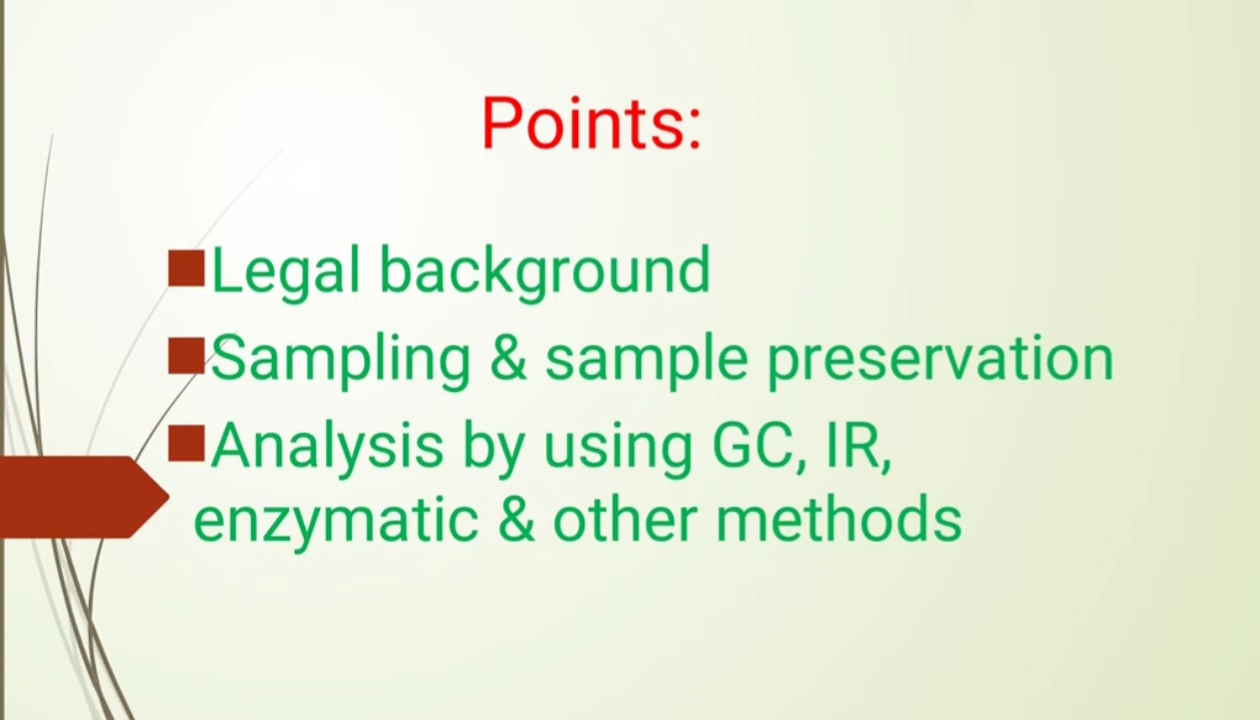 Points:
Legal background
Sampling & sample preservation
Analysis by using GC, IR,
enzymatic & other methods